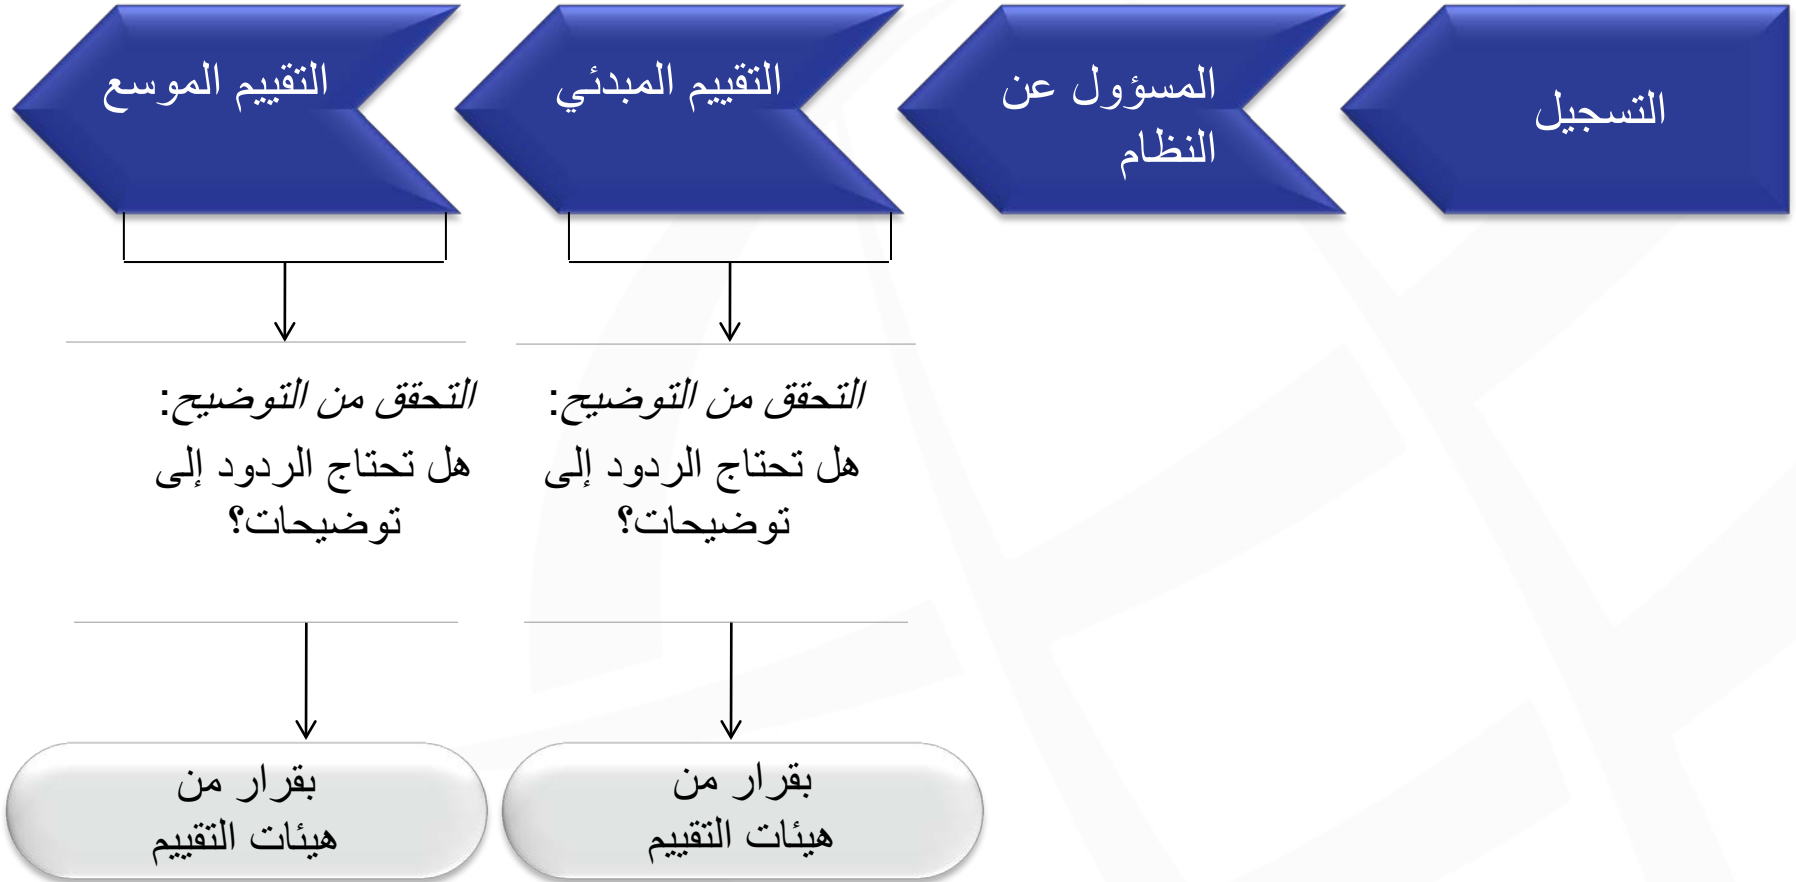 التسجيل
المسؤول عن
النظام
التقييم المبدئي
التقييم الموسع
التحقق من التوضيح:
هل تحتاج الردود إلى
توضيحات؟
التحقق من التوضيح:
هل تحتاج الردود إلى
توضيحات؟
بقرار من
هيئات التقييم
بقرار من
هيئات التقييم